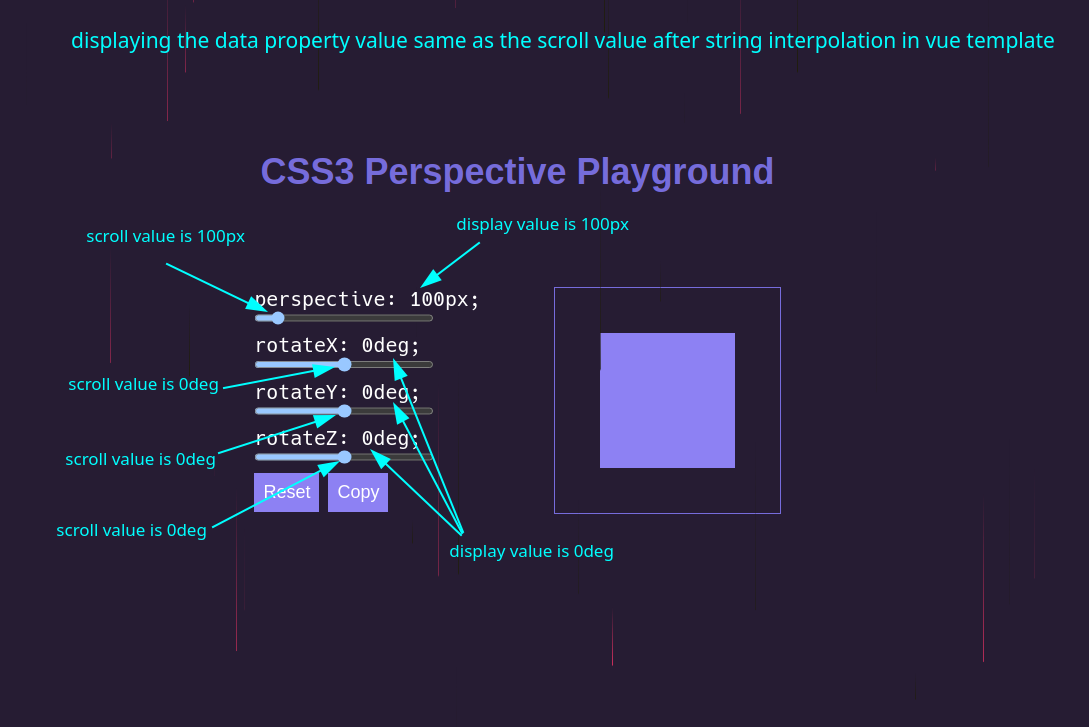 displaying the data property value same as the scroll value after string interpolation in vue template
CSS3 Perspective Playground
scroll value is 100px
display value is 100px
perspective: 100px;
rotateX: 0deg;
scroll value is 0deg
rotateY: 0deg;
rotateZ: 0deg;
scroll value is 0deg
Reset Copy
scroll value is 0deg
display value is 0deg